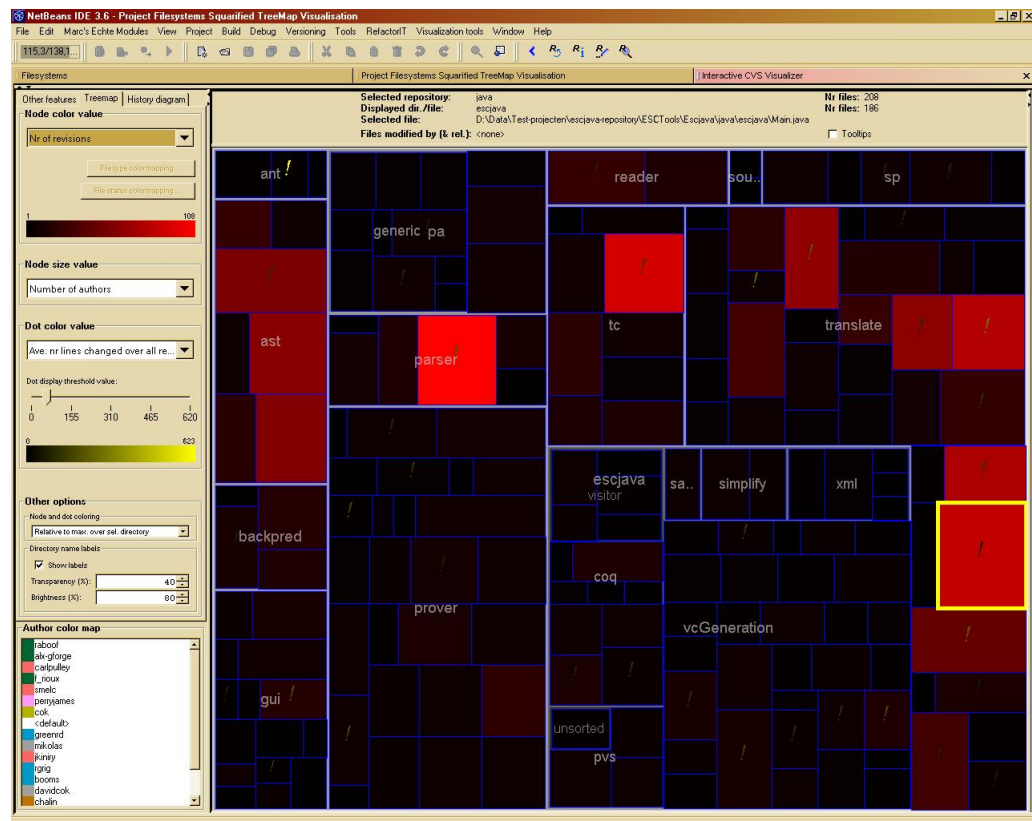 NetBeans IDE 3.6 - Project Filesystems Squarified TreeMap Visualisation
File Edit Marc's Echte Modules View Project Build Debug Versioning Tools RefactorIT Visualization tools Window Help
115,3/138,1...
Filesystems
Project Filesystems Squarified TreeMap Visualisation
Interactive CVS Visualizer
Other features Treemap History diagram
Selected repository: java
Displayed dir./file: escjava
Selected file: D:\Data\Test-projecten\escjava-repository\ESCTools\Escjava\java\escjava\Main.java
Files modified by (& rel.): <none>
Nr files: 208
Nr files: 186
Tooltips
Node color value
Nr of revisions
File type colormapping...
File status colormapping...
1 108
Node size value
Number of authors
Dot color value
Ave. nr lines changed over all re...
Dot display threshold value:
0 155 310 465 620
0 623
Other options
Node and dot coloring
Relative to max. over sel. directory
Directory name labels
Show labels
Transparency (%): 40
Brightness (%): 80
Author color map
raboof
alx-gforge
carlpulley
f_rioux
smelc
perryjames
cok
<default>
greenrd
mikolas
jkiniry
rgrig
booms
davidcok
chalin
ant
generic pa
reader
sou..
sp
ast
parser
tc
translate
backpred
prover
escjava
visitor
sa..
simplify
xml
coq
vcGeneration
gui
unsorted
pvs